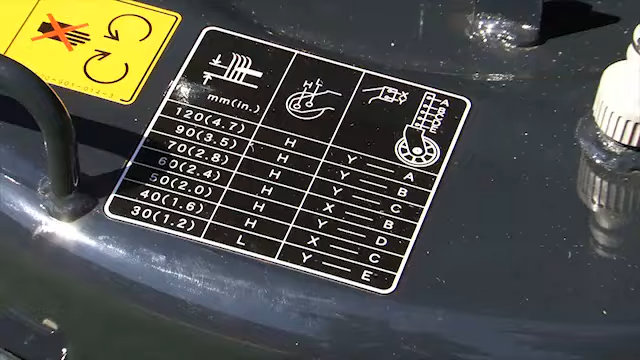 H L
A
B
C
D
E
mm(in.)
120(4.7) H Y — A
90(3.5) H Y — B
70(2.8) H Y — C
60(2.4) H X — B
50(2.0) H Y — D
40(1.6) H X — C
30(1.2) L Y — E